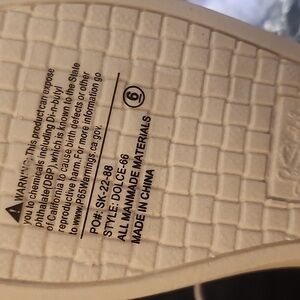 ⚠ WARNING: This product can expose
you to chemicals including Di-n-butyl
phthalate(DBP), which is known to the State
of California to cause birth defects or other
reproductive harm. For more information go
to www.P65Warnings.ca.gov.
PO#: SK-22-88
STYLE: DOLCE-66
ALL MANMADE MATERIALS
MADE IN CHINA
6